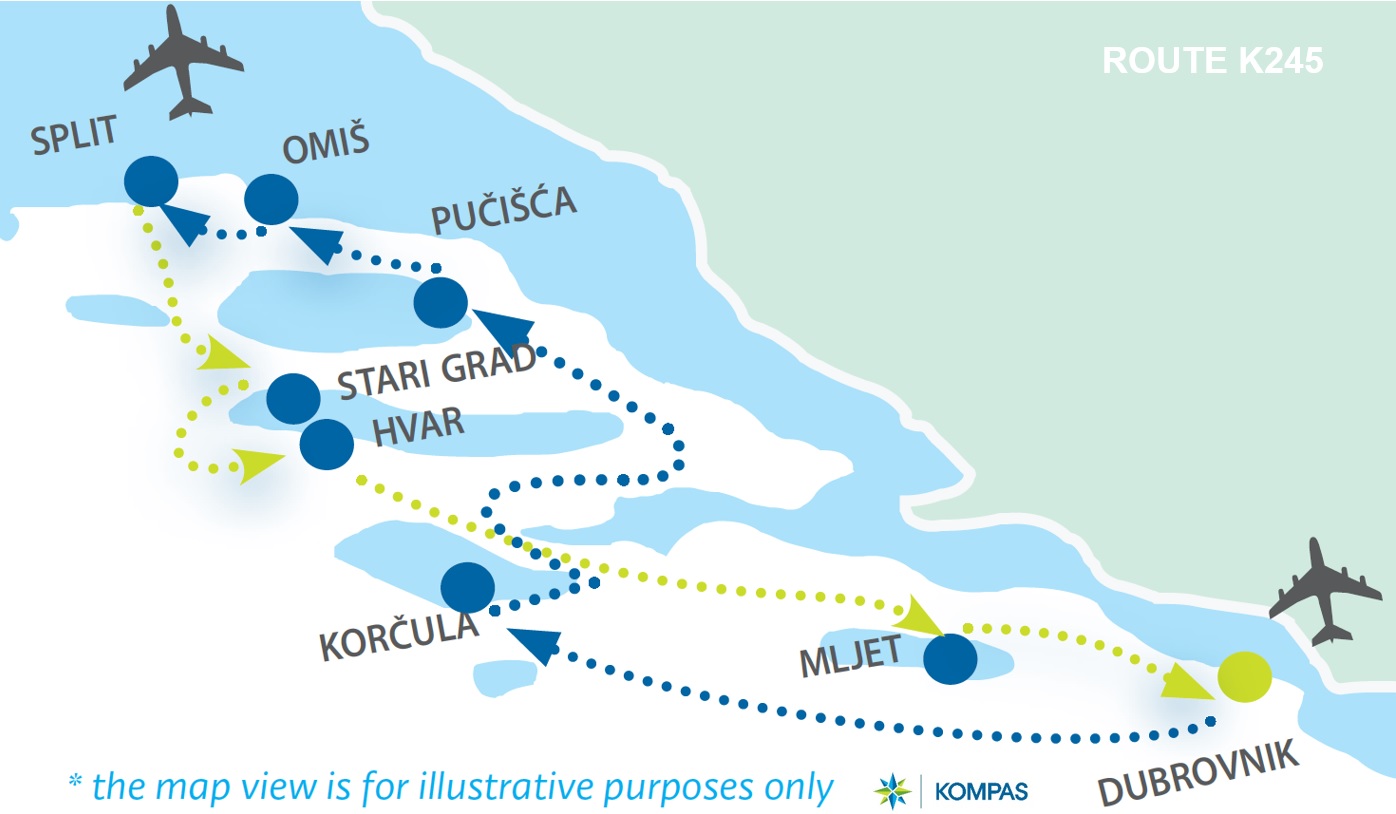 ROUTE K245
SPLIT
OMIŠ
PUČIŠĆA
STARI GRAD
HVAR
KORČULA
MLJET
DUBROVNIK
* the map view is for illustrative purposes only
KOMPAS